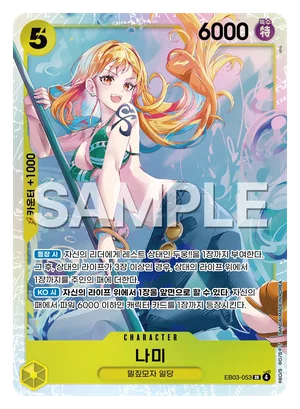 5
6000
특수
特
카운터 +1000
SAMPLE
등장 시 자신의 리더에게 레스트 상태인 두웅!!을 1장까지 부여한다.
그 후, 상대의 라이프가 3장 이상인 경우, 상대의 라이프 위에서
1장까지를 주인의 패에 더한다.
KO 시 자신의 라이프 위에서 1장을 앞면으로 할 수 있다: 자신의
패에서 파워 6000 이하인 캐릭터 카드를 1장까지 등장시킨다.
CHARACTER
나미
밀짚모자 일당
EB03-053